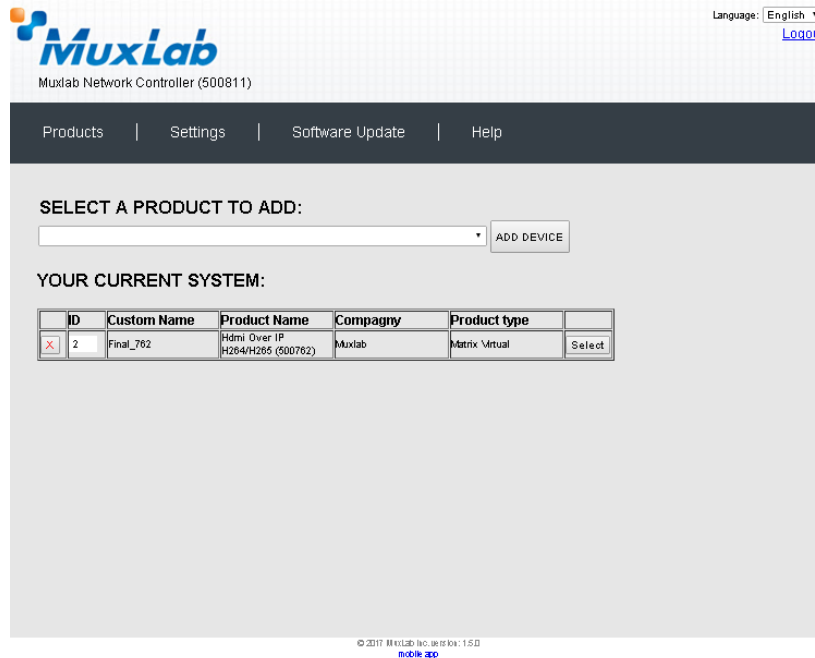 Language: English
Logou
MuxLab
Muxlab Network Controller (500811)
Products | Settings | Software Update | Help
SELECT A PRODUCT TO ADD:
ADD DEVICE
YOUR CURRENT SYSTEM:
ID Custom Name Product Name Compagny Product type
X 2 Final_762 Hdmi Over IP H264/H265 (500762) Muxlab Matrix Virtual Select
© 2017 MuxLab Inc. version: 1.5.0
mobile app